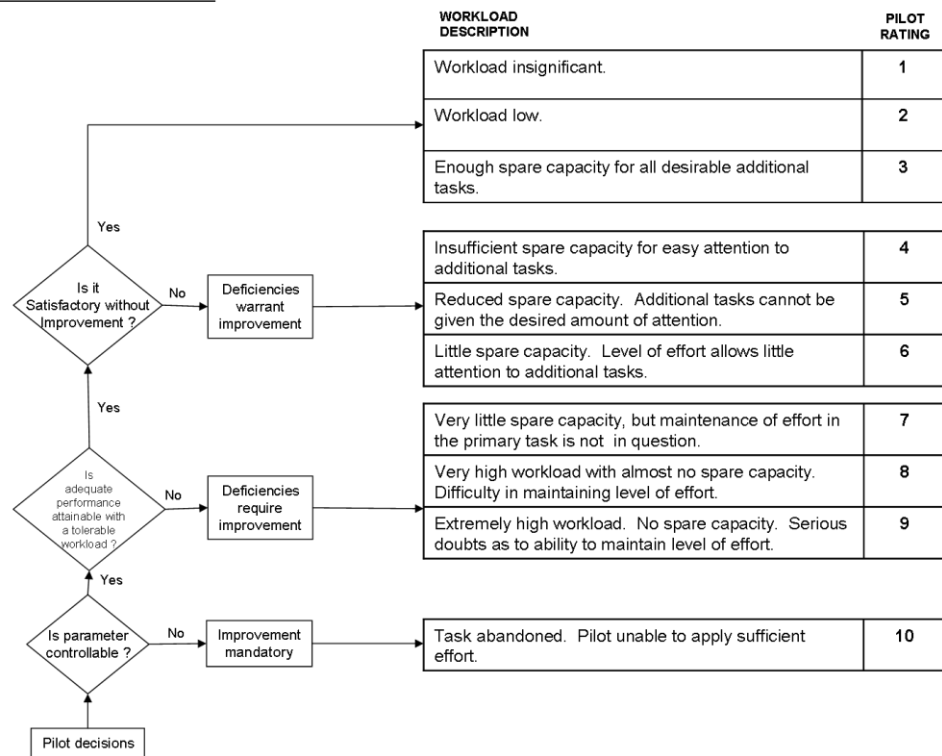 WORKLOAD
DESCRIPTION
PILOT
RATING
Workload insignificant.
1
Workload low.
2
Enough spare capacity for all desirable additional
tasks.
3
Yes
Is it
Satisfactory without
Improvement ?
No
Deficiencies
warrant
improvement
Insufficient spare capacity for easy attention to
additional tasks.
4
Reduced spare capacity.  Additional tasks cannot be
given the desired amount of attention.
5
Little spare capacity.  Level of effort allows little
attention to additional tasks.
6
Yes
Is
adequate
performance
attainable with
a tolerable
workload ?
No
Deficiencies
require
improvement
Very little spare capacity, but maintenance of effort in
the primary task is not  in question.
7
Very high workload with almost no spare capacity.
Difficulty in maintaining level of effort.
8
Extremely high workload.  No spare capacity.  Serious
doubts as to ability to maintain level of effort.
9
Yes
Is parameter
controllable ?
No
Improvement
mandatory
Task abandoned.  Pilot unable to apply sufficient
effort.
10
Pilot decisions